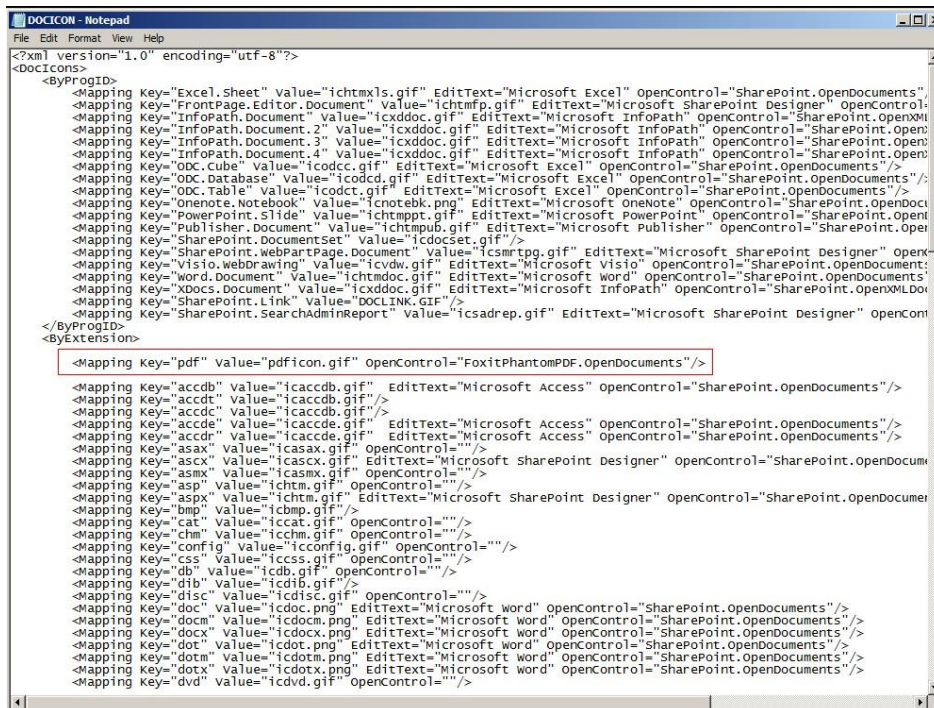 DOCICON - Notepad
File Edit Format View Help
<?xml version="1.0" encoding="utf-8"?>
<DocIcons>
<ByProgID>
<Mapping Key="Excel.Sheet" Value="ichtmxls.gif" EditText="Microsoft Excel" OpenControl="SharePoint.OpenDocuments"/
<Mapping Key="FrontPage.Editor.Document" Value="ichtmfp.gif" EditText="Microsoft SharePoint Designer" OpenControl=
<Mapping Key="InfoPath.Document" Value="icxddoc.gif" EditText="Microsoft InfoPath" OpenControl="SharePoint.OpenXML
<Mapping Key="InfoPath.Document.2" Value="icxddoc.gif" EditText="Microsoft InfoPath" OpenControl="SharePoint.Open
<Mapping Key="InfoPath.Document.3" Value="icxddoc.gif" EditText="Microsoft InfoPath" OpenControl="SharePoint.Open
<Mapping Key="InfoPath.Document.4" Value="icxddoc.gif" EditText="Microsoft InfoPath" OpenControl="SharePoint.Open
<Mapping Key="ODC.Cube" Value="icodcc.gif" EditText="Microsoft Excel" OpenControl="SharePoint.OpenDocuments"/>
<Mapping Key="ODC.Database" Value="icodcd.gif" EditText="Microsoft Excel" OpenControl="SharePoint.OpenDocuments"/>
<Mapping Key="ODC.Table" Value="icodct.gif" EditText="Microsoft Excel" OpenControl="SharePoint.OpenDocuments"/>
<Mapping Key="Onenote.Notebook" Value="icnotebk.png" EditText="Microsoft OneNote" OpenControl="SharePoint.OpenDocu
<Mapping Key="PowerPoint.Slide" Value="ichtmppt.gif" EditText="Microsoft PowerPoint" OpenControl="SharePoint.Open
<Mapping Key="Publisher.Document" Value="ichtmpub.gif" EditText="Microsoft Publisher" OpenControl="SharePoint.Open
<Mapping Key="SharePoint.DocumentSet" Value="icdocset.gif"/>
<Mapping Key="SharePoint.WebPartPage.Document" Value="icsmrtpg.gif" EditText="Microsoft SharePoint Designer" Open
<Mapping Key="Visio.WebDrawing" Value="icvdw.gif" EditText="Microsoft Visio" OpenControl="SharePoint.OpenDocuments
<Mapping Key="Word.Document" Value="ichtmdoc.gif" EditText="Microsoft Word" OpenControl="SharePoint.OpenDocuments"
<Mapping Key="XDocs.Document" Value="icxddoc.gif" EditText="Microsoft InfoPath" OpenControl="SharePoint.OpenXMLDoc
<Mapping Key="SharePoint.Link" Value="DOCLINK.GIF"/>
<Mapping Key="SharePoint.SearchAdminReport" Value="icsadrep.gif" EditText="Microsoft SharePoint Designer" OpenCont
</ByProgID>
<ByExtension>
<Mapping Key="pdf" Value="pdficon.gif" OpenControl="FoxitPhantomPDF.OpenDocuments"/>
<Mapping Key="accdb" Value="icaccdb.gif" EditText="Microsoft Access" OpenControl="SharePoint.OpenDocuments"/>
<Mapping Key="accdt" Value="icaccdb.gif"/>
<Mapping Key="accdc" Value="icaccdb.gif"/>
<Mapping Key="accde" Value="icaccde.gif" EditText="Microsoft Access" OpenControl="SharePoint.OpenDocuments"/>
<Mapping Key="accdr" Value="icaccde.gif" EditText="Microsoft Access" OpenControl="SharePoint.OpenDocuments"/>
<Mapping Key="asax" Value="icasax.gif" OpenControl=""/>
<Mapping Key="ascx" Value="icascx.gif" EditText="Microsoft SharePoint Designer" OpenControl="SharePoint.OpenDocume
<Mapping Key="asmx" Value="icasmx.gif" OpenControl=""/>
<Mapping Key="asp" Value="ichtm.gif" OpenControl=""/>
<Mapping Key="aspx" Value="ichtm.gif" EditText="Microsoft SharePoint Designer" OpenControl="SharePoint.OpenDocumen
<Mapping Key="bmp" Value="icbmp.gif"/>
<Mapping Key="cat" Value="iccat.gif" OpenControl=""/>
<Mapping Key="chm" Value="icchm.gif" OpenControl=""/>
<Mapping Key="config" Value="icconfig.gif" OpenControl=""/>
<Mapping Key="css" Value="iccss.gif" OpenControl=""/>
<Mapping Key="db" Value="icdb.gif" OpenControl=""/>
<Mapping Key="dib" Value="icdib.gif"/>
<Mapping Key="disc" Value="icdisc.gif" OpenControl=""/>
<Mapping Key="doc" Value="icdoc.png" EditText="Microsoft Word" OpenControl="SharePoint.OpenDocuments"/>
<Mapping Key="docm" Value="icdocm.png" EditText="Microsoft Word" OpenControl="SharePoint.OpenDocuments"/>
<Mapping Key="docx" Value="icdocx.png" EditText="Microsoft Word" OpenControl="SharePoint.OpenDocuments"/>
<Mapping Key="dot" Value="icdot.png" EditText="Microsoft Word" OpenControl="SharePoint.OpenDocuments"/>
<Mapping Key="dotm" Value="icdotm.png" EditText="Microsoft Word" OpenControl="SharePoint.OpenDocuments"/>
<Mapping Key="dotx" Value="icdotx.png" EditText="Microsoft Word" OpenControl="SharePoint.OpenDocuments"/>
<Mapping Key="dvd" Value="icdvd.gif" OpenControl=""/>